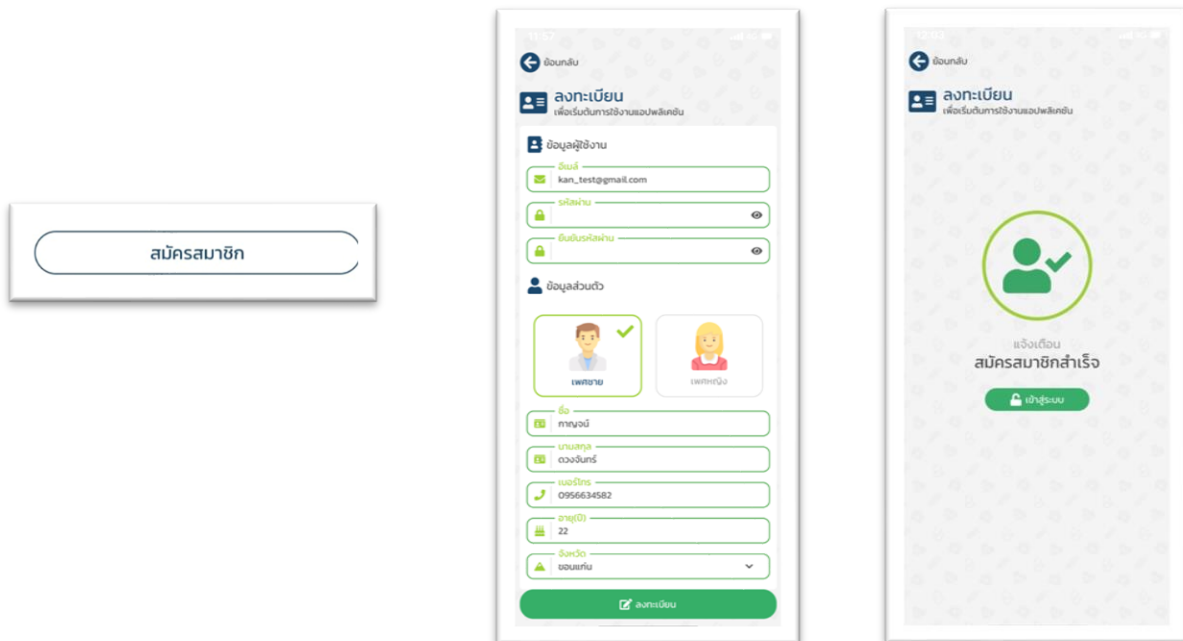 สมัครสมาชิก
11:57
ย้อนกลับ
ลงทะเบียน
เพื่อเริ่มต้นการใช้งานแอปพลิเคชัน
ข้อมูลผู้ใช้งาน
อีเมล์
kan_test@gmail.com
รหัสผ่าน
ยืนยันรหัสผ่าน
ข้อมูลส่วนตัว
เพศชาย
เพศหญิง
ชื่อ
กาญจน์
นามสกุล
ดวงจันทร์
เบอร์โทร
0956634582
อายุ(ปี)
22
จังหวัด
ขอนแก่น
ลงทะเบียน
12:03
ย้อนกลับ
ลงทะเบียน
เพื่อเริ่มต้นการใช้งานแอปพลิเคชัน
แจ้งเตือน
สมัครสมาชิกสำเร็จ
เข้าสู่ระบบ